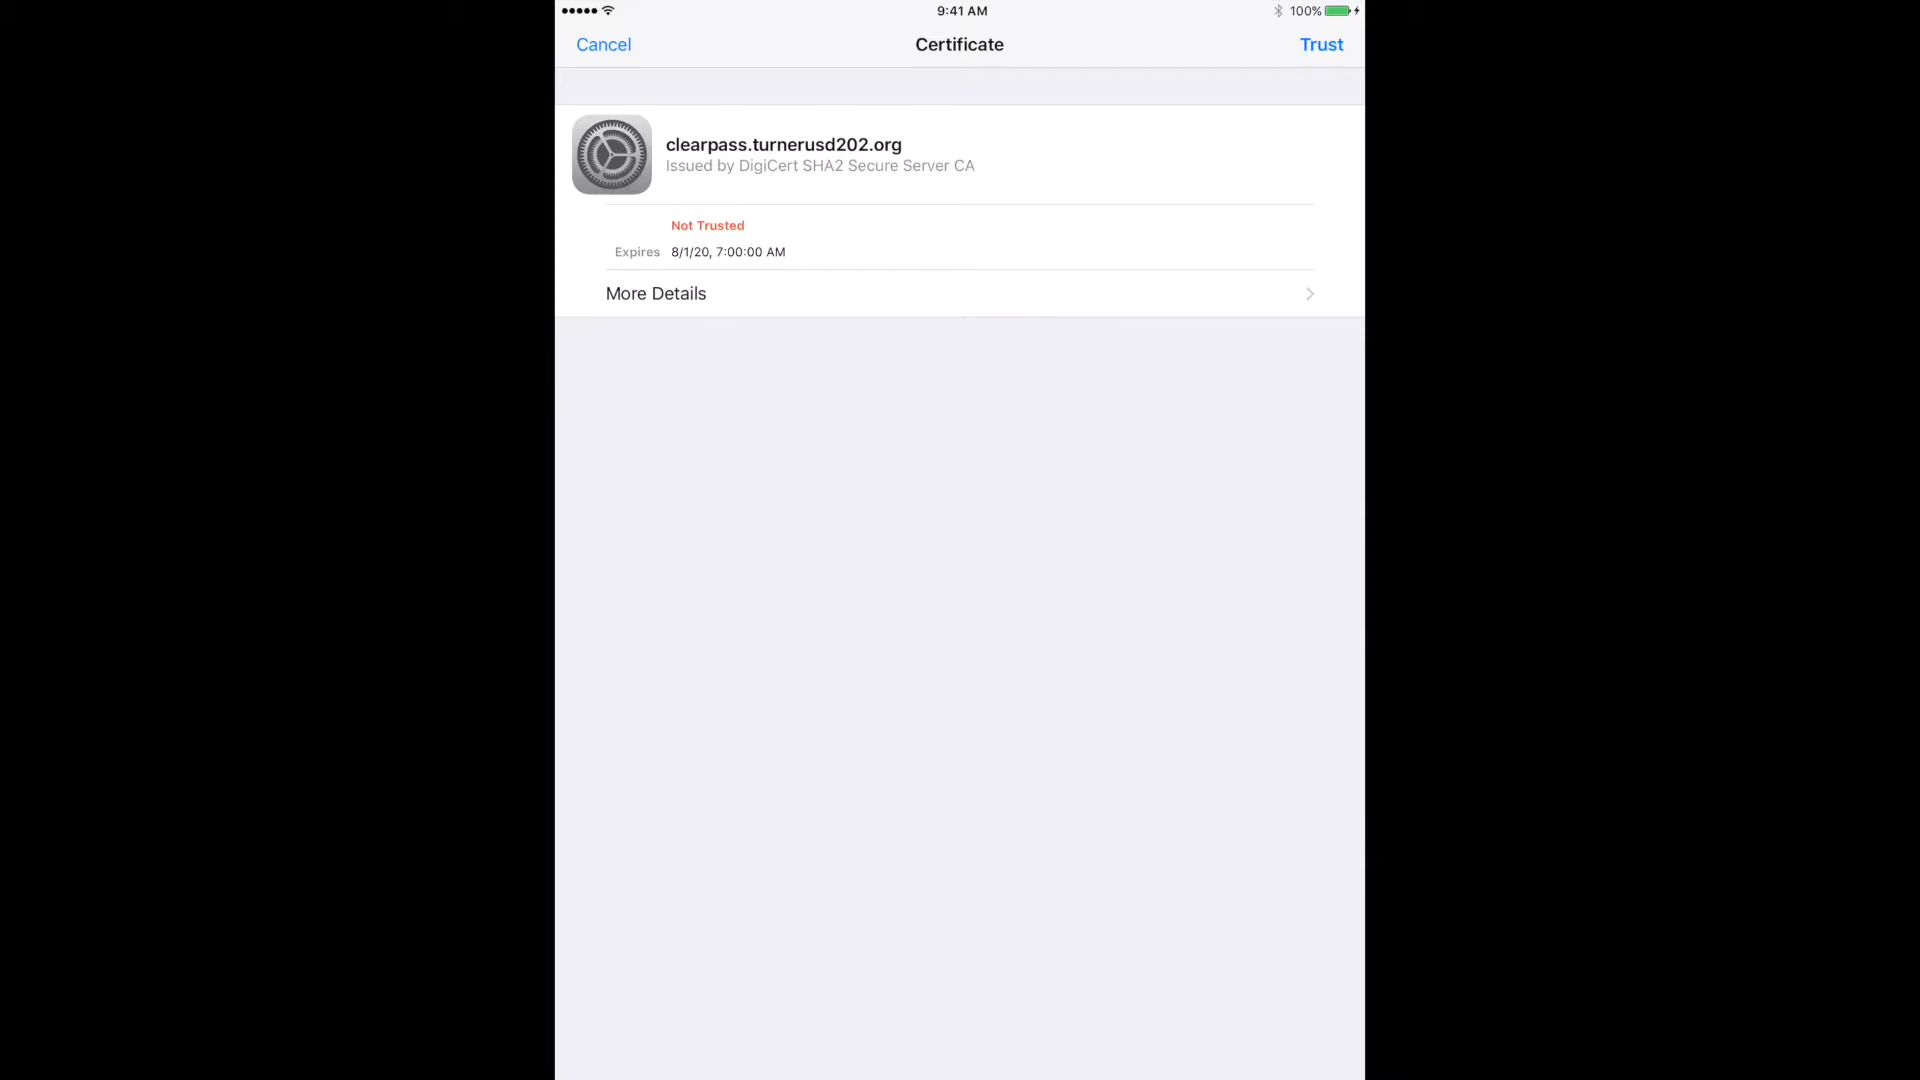 9:41 AM
100%
Cancel
Certificate
Trust
clearpass.turnerusd202.org
Issued by DigiCert SHA2 Secure Server CA
Not Trusted
Expires 8/1/20, 7:00:00 AM
More Details